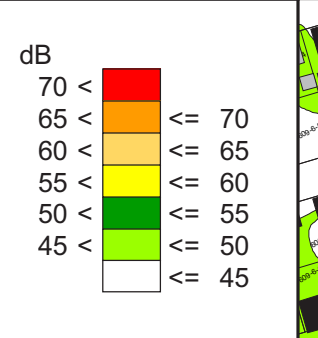 dB
70 <
65 < <= 70
60 < <= 65
55 < <= 60
50 < <= 55
45 < <= 50
<= 45